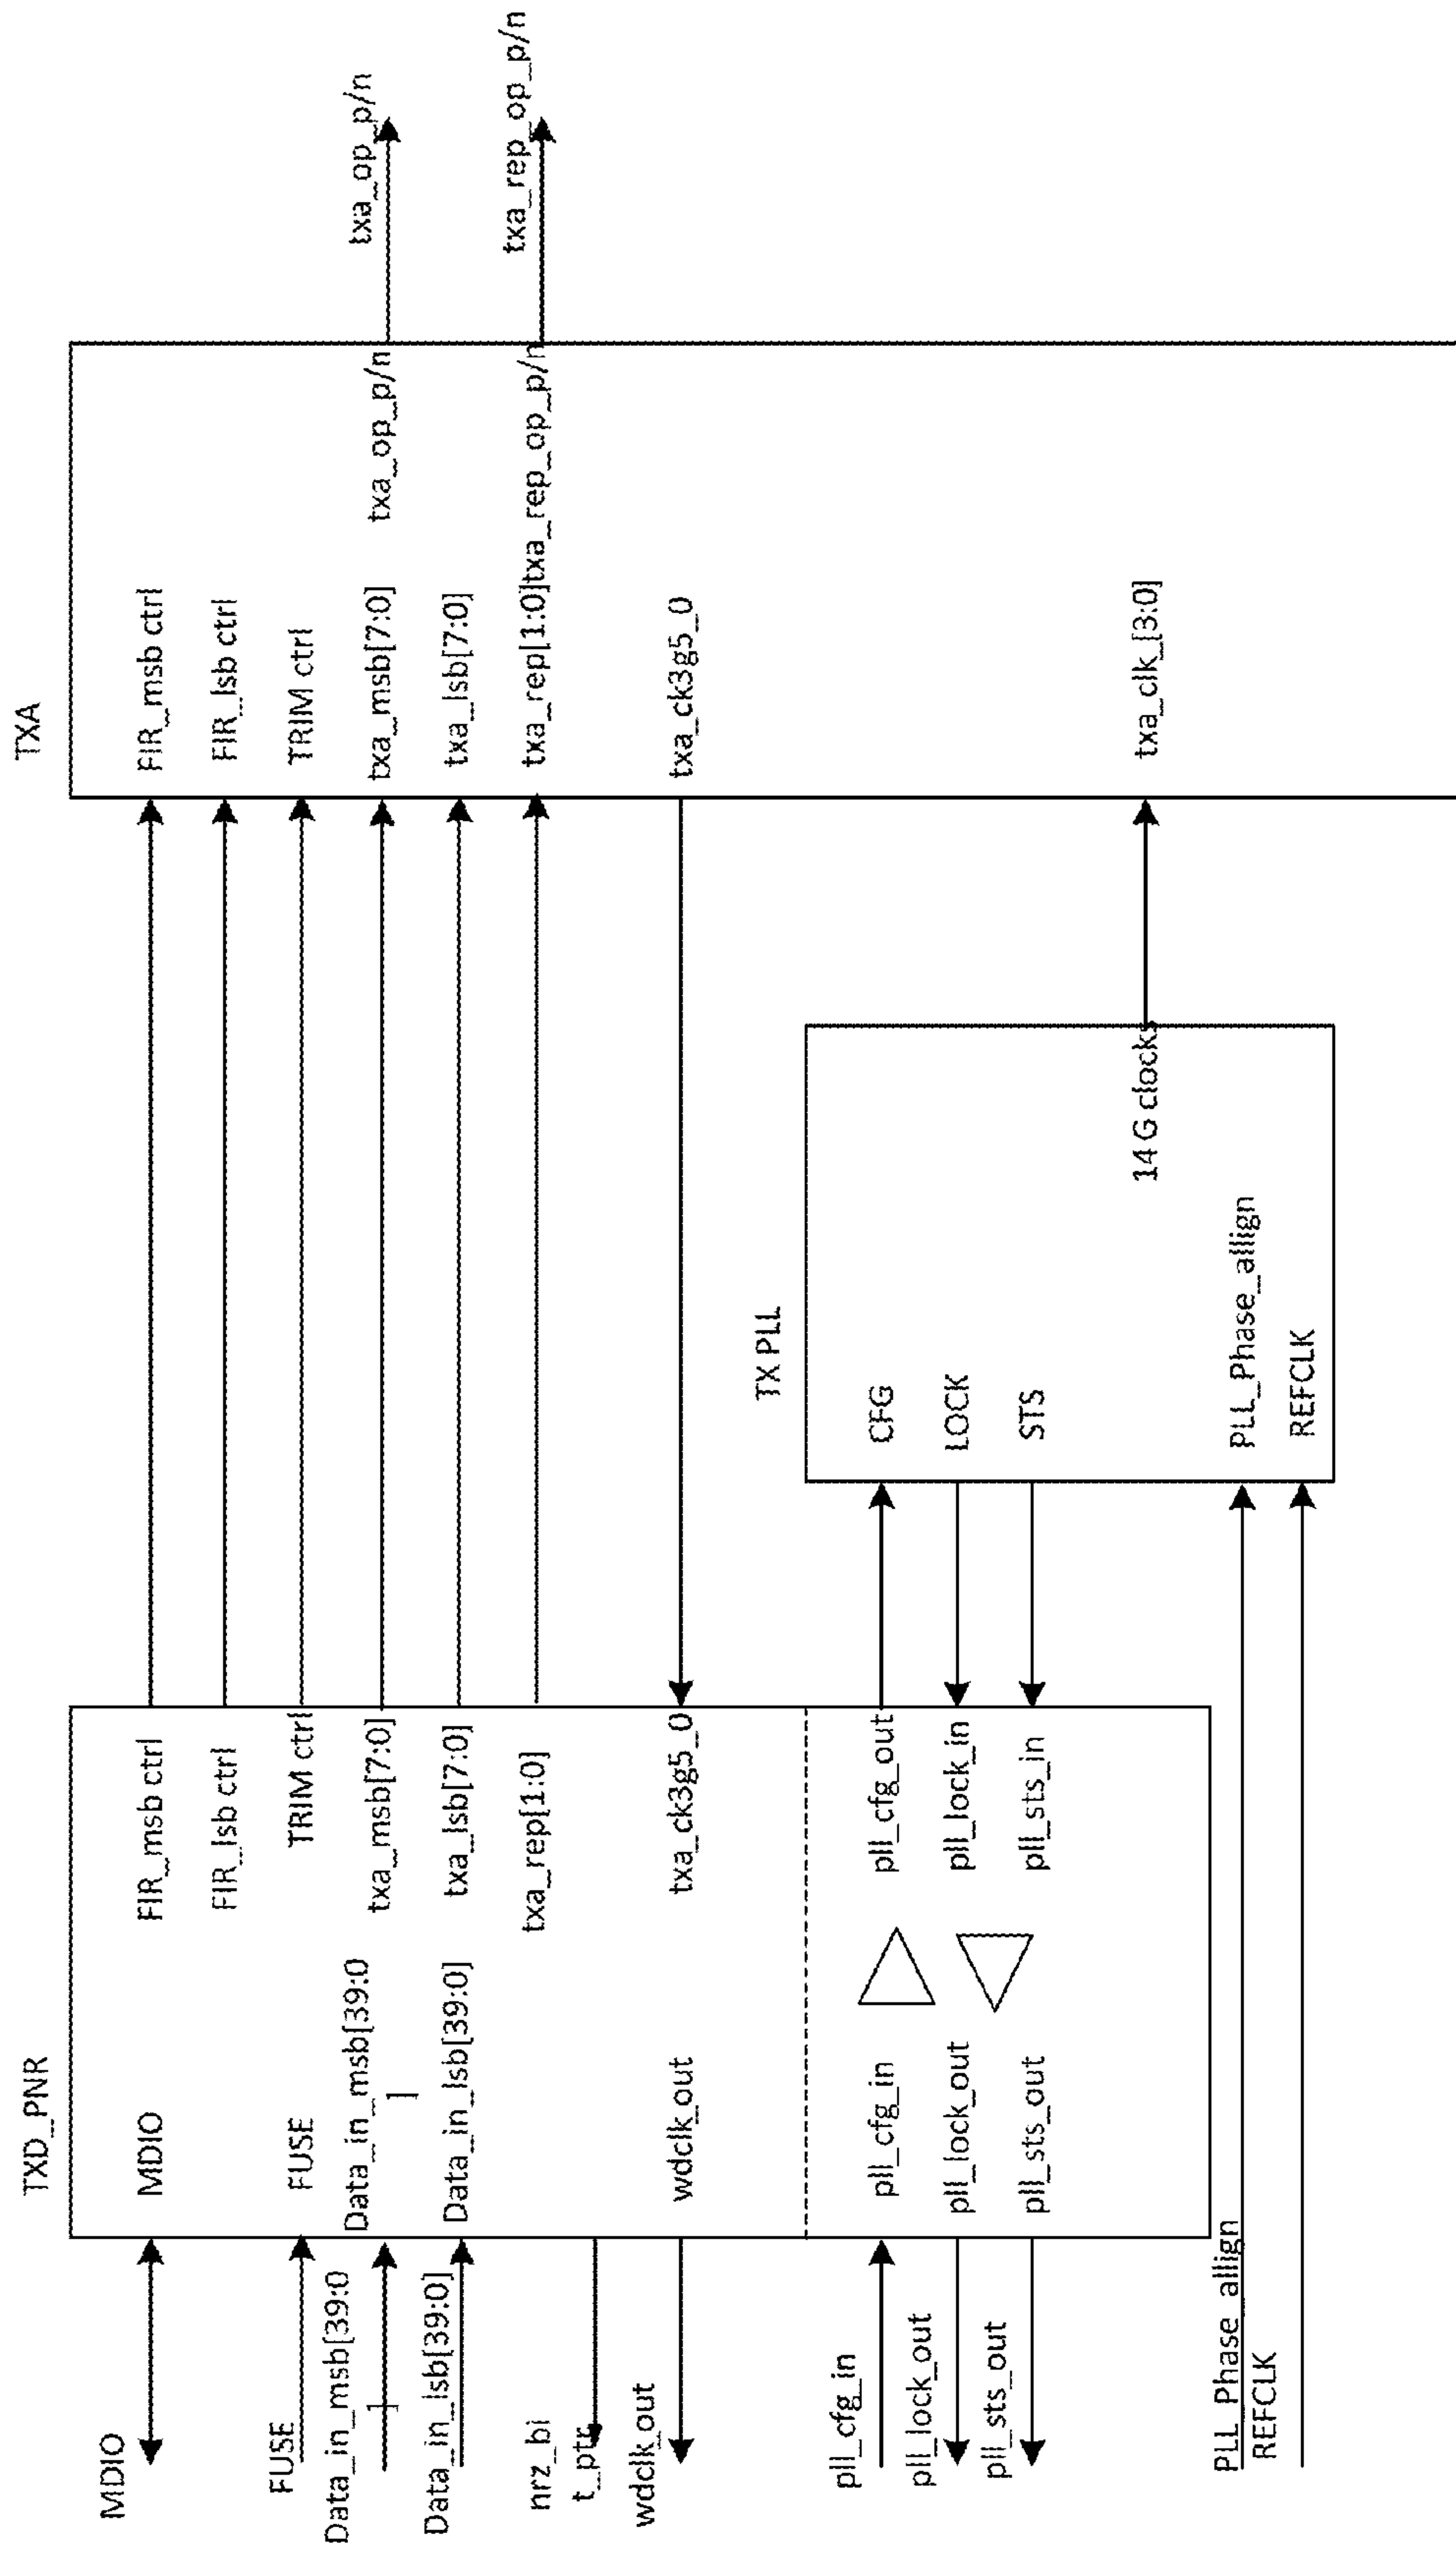 TXD_PNR
TXA
MDIO
MDIO
FIR_msb ctrl
FIR_msb ctrl
FIR_lsb ctrl
FIR_lsb ctrl
FUSE
FUSE
TRIM ctrl
TRIM ctrl
Data_in_msb[39:0
]
Data_in_msb[39:0
]
txa_msb[7:0]
txa_msb[7:0]
txa_op_p/n
txa_op_p/n
Data_in_lsb[39:0]
Data_in_lsb[39:0]
txa_lsb[7:0]
txa_lsb[7:0]
txa_rep[1:0]
txa_rep[1:0]txa_rep_op_p/n
txa_rep_op_p/n
nrz_bi
t_ptr
wdclk_out
wdclk_out
txa_ck3g5_0
txa_ck3g5_0
TX PLL
pll_cfg_in
pll_cfg_in
pll_cfg_out
CFG
pll_lock_out
pll_lock_out
pll_lock_in
LOCK
pll_sts_out
pll_sts_out
pll_sts_in
STS
14 G clocks
txa_clk_[3:0]
PLL_Phase_allign
PLL_Phase_allign
REFCLK
REFCLK